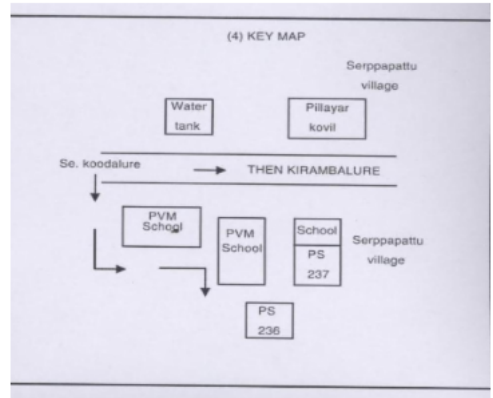 (4) KEY MAP
Serppapattu
village
Water
tank
Pillayar
kovil
Se. koodalure
THEN KIRAMBALURE
PVM
School
PVM
School
School
PS
237
Serppapattu
village
PS
236